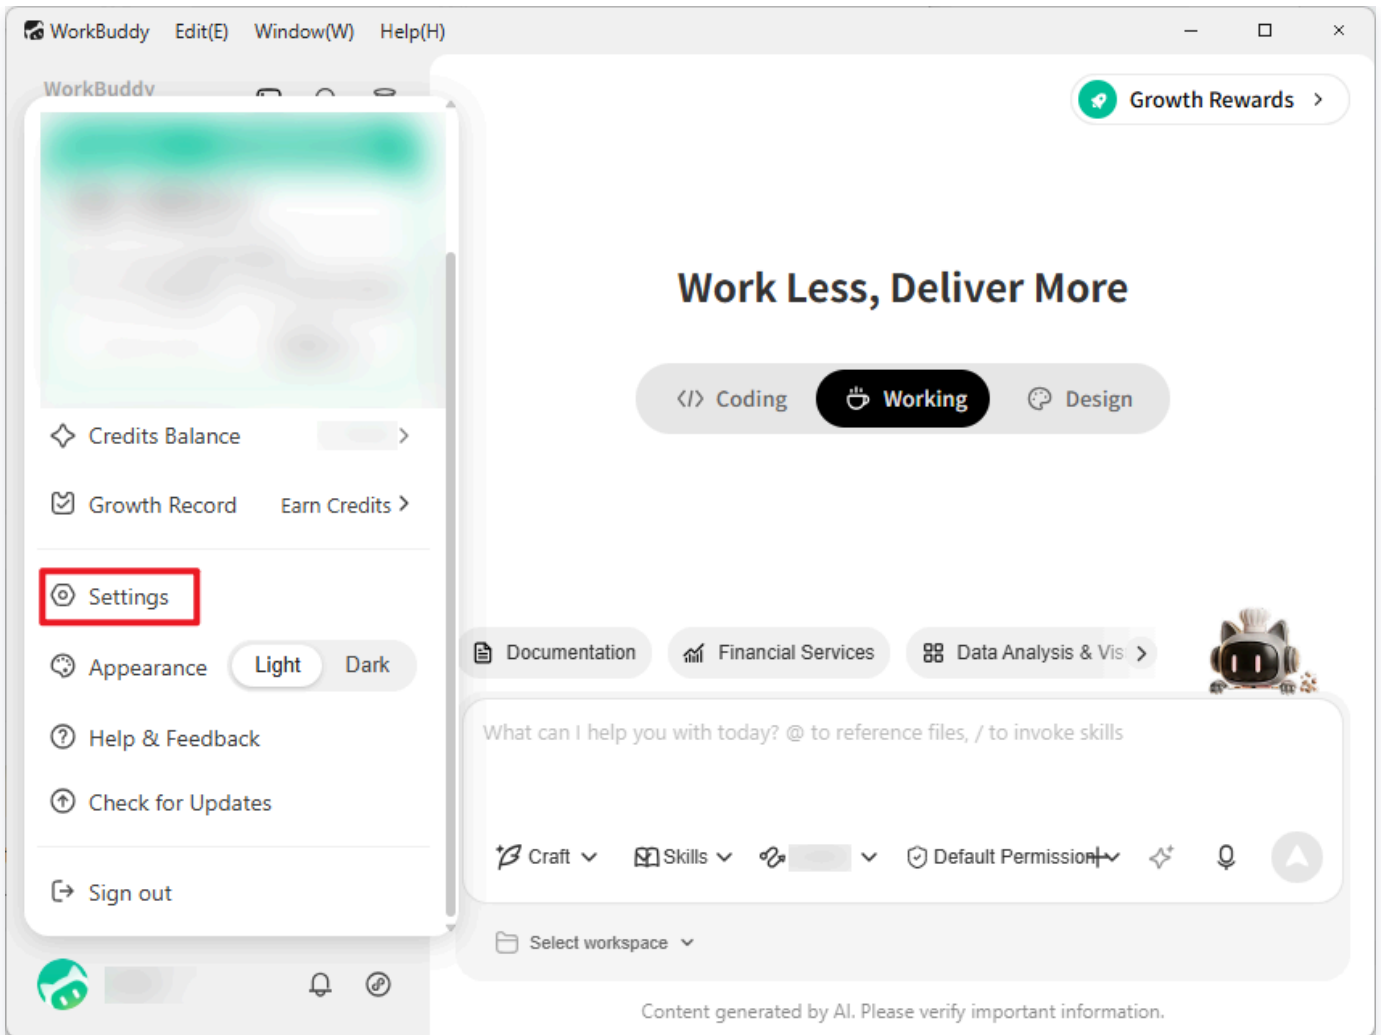 WorkBuddy Edit(E) Window(W) Help(H)
WorkBuddy
Growth Rewards
Work Less, Deliver More
Coding Working Design
Credits Balance
Growth Record Earn Credits
Settings
Appearance Light Dark
Help & Feedback
Check for Updates
Sign out
Documentation Financial Services Data Analysis & Vis
What can I help you with today? @ to reference files, / to invoke skills
Craft Skills Default Permission
Select workspace
Content generated by AI. Please verify important information.